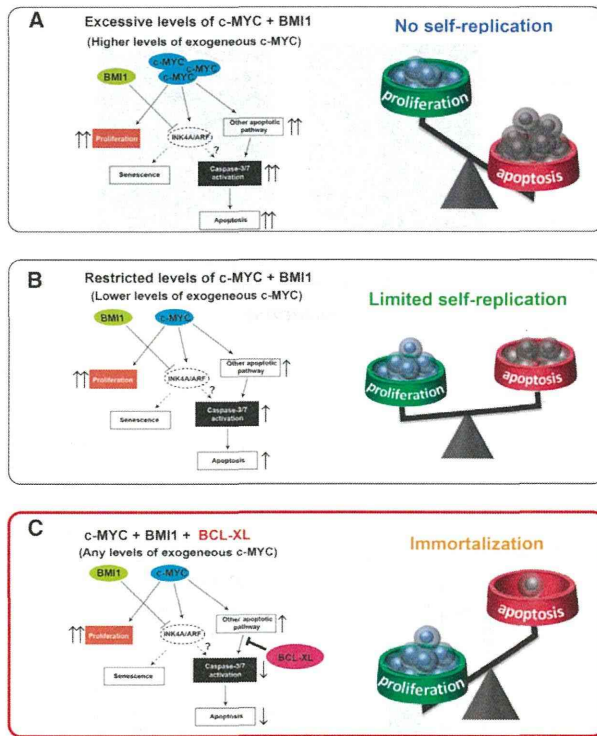 A
Excessive levels of c-MYC + BMI1
(Higher levels of exogeneous c-MYC)
No self-replication
c-MYC
c-MYC
c-MYC
BMI1
Proliferation
INK4A/ARF
Other apoptotic
pathway
?
Senescence
Caspase-3/7
activation
Apoptosis
proliferation
apoptosis
B
Restricted levels of c-MYC + BMI1
(Lower levels of exogeneous c-MYC)
Limited self-replication
BMI1
c-MYC
Proliferation
INK4A/ARF
Other apoptotic
pathway
?
Senescence
Caspase-3/7
activation
Apoptosis
proliferation
apoptosis
C
c-MYC + BMI1 + BCL-XL
(Any levels of exogeneous c-MYC)
Immortalization
BMI1
c-MYC
Proliferation
INK4A/ARF
Other apoptotic
pathway
?
BCL-XL
Senescence
Caspase-3/7
activation
Apoptosis
proliferation
apoptosis